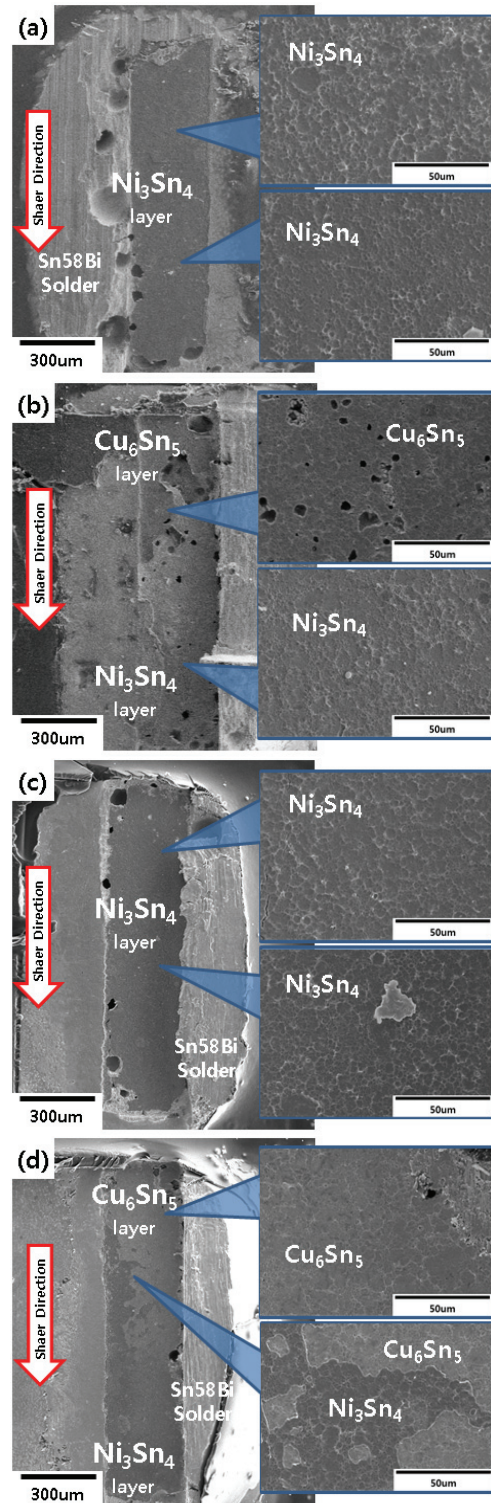 (a)
Ni₃Sn₄
50um
Shaer Direction
Ni₃Sn₄
layer
Ni₃Sn₄
Sn58Bi
Solder
300um
50um
(b)
Cu₆Sn₅
layer
Cu₆Sn₅
50um
Shaer Direction
Ni₃Sn₄
Ni₃Sn₄
layer
300um
50um
(c)
Ni₃Sn₄
50um
Shaer Direction
Ni₃Sn₄
layer
Ni₃Sn₄
Sn58Bi
Solder
300um
50um
(d)
Cu₆Sn₅
layer
Cu₆Sn₅
50um
Shaer Direction
Cu₆Sn₅
Sn58Bi
Solder
Ni₃Sn₄
Ni₃Sn₄
layer
300um
50um